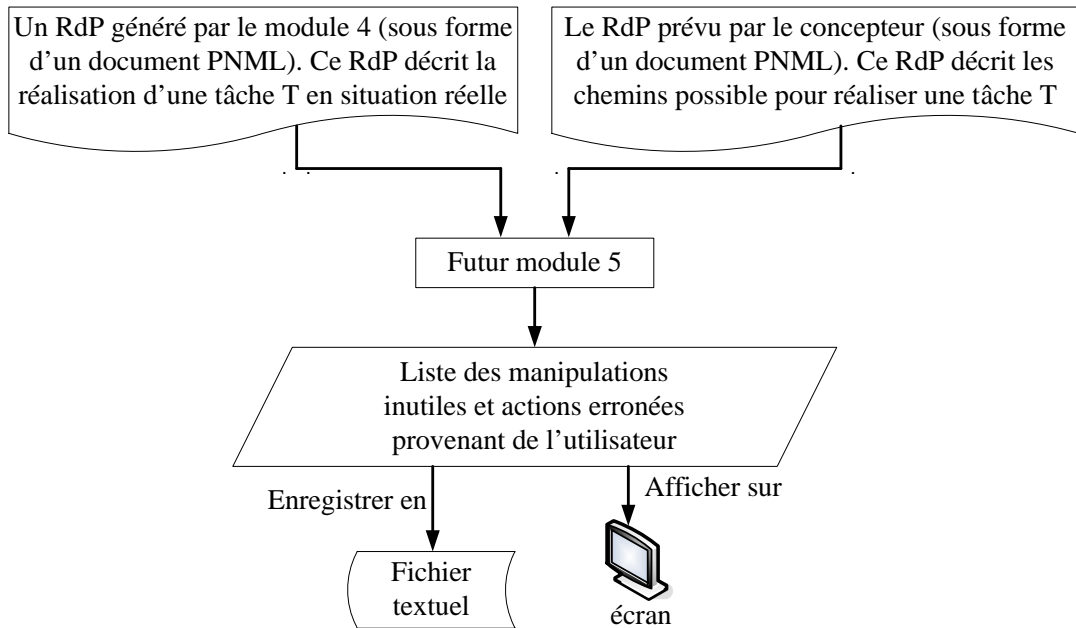 Un RdP généré par le module 4 (sous forme
d'un document PNML). Ce RdP décrit la
réalisation d'une tâche T en situation réelle
Le RdP prévu par le concepteur (sous forme
d'un document PNML). Ce RdP décrit les
chemins possible pour réaliser une tâche T
Futur module 5
Liste des manipulations
inutiles et actions erronées
provenant de l'utilisateur
Enregistrer en
Afficher sur
Fichier
textuel
écran